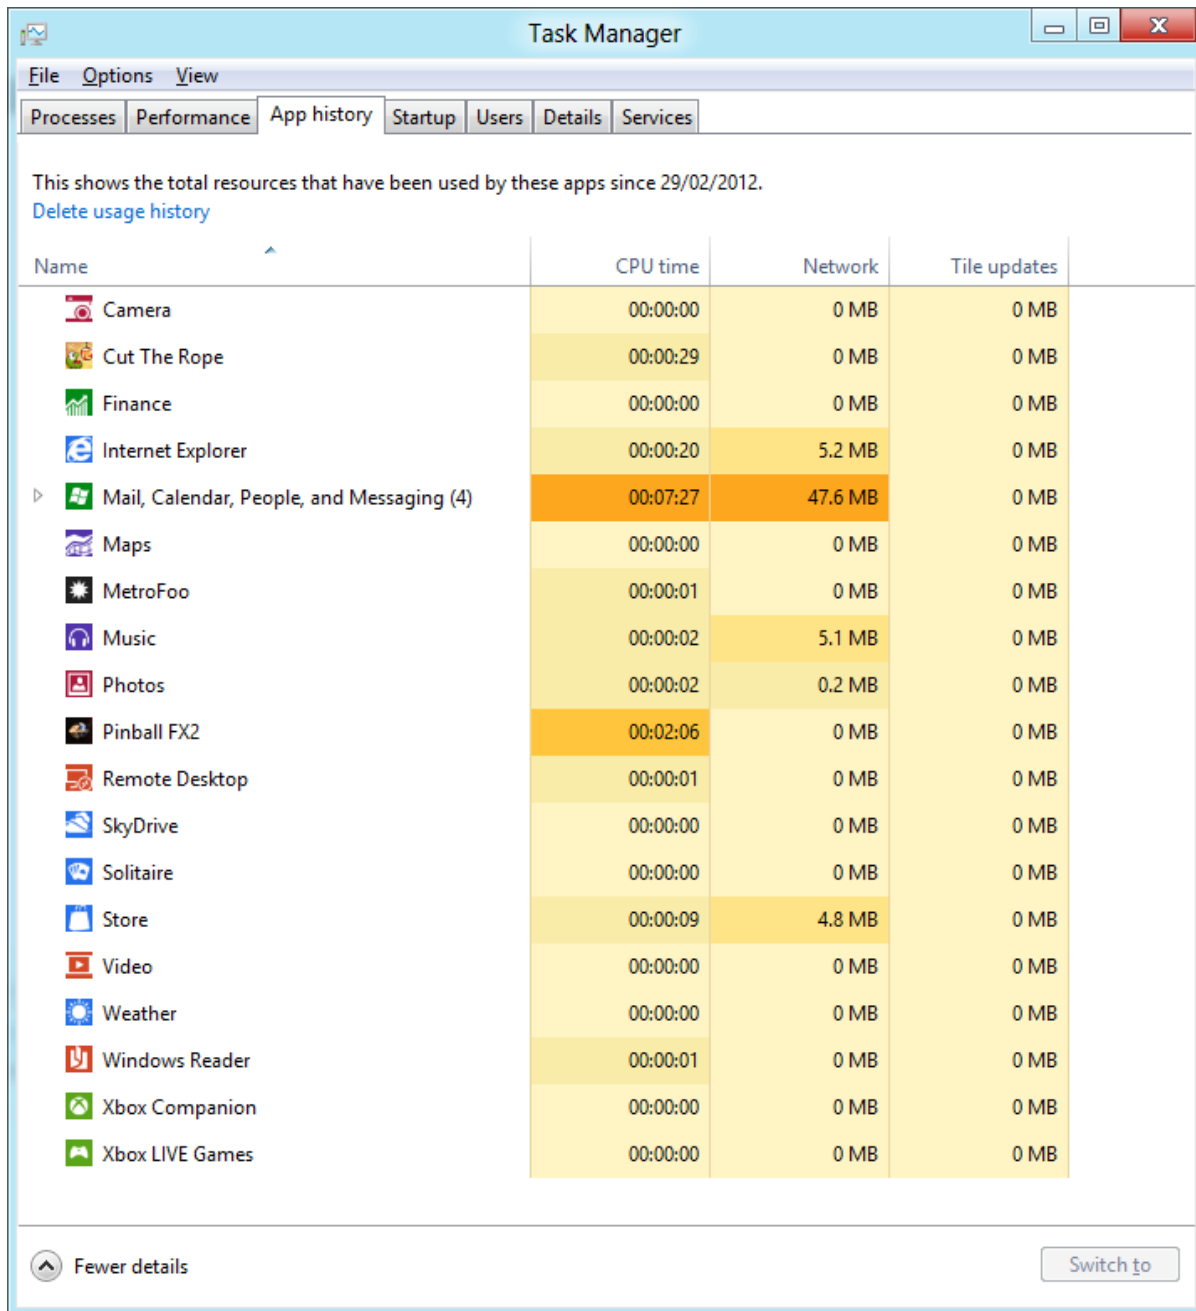 Task Manager
File Options View
Processes Performance App history Startup Users Details Services
This shows the total resources that have been used by these apps since 29/02/2012.
Delete usage history
Name CPU time Network Tile updates
Camera 00:00:00 0 MB 0 MB
Cut The Rope 00:00:29 0 MB 0 MB
Finance 00:00:00 0 MB 0 MB
Internet Explorer 00:00:20 5.2 MB 0 MB
Mail, Calendar, People, and Messaging (4) 00:07:27 47.6 MB 0 MB
Maps 00:00:00 0 MB 0 MB
MetroFoo 00:00:01 0 MB 0 MB
Music 00:00:02 5.1 MB 0 MB
Photos 00:00:02 0.2 MB 0 MB
Pinball FX2 00:02:06 0 MB 0 MB
Remote Desktop 00:00:01 0 MB 0 MB
SkyDrive 00:00:00 0 MB 0 MB
Solitaire 00:00:00 0 MB 0 MB
Store 00:00:09 4.8 MB 0 MB
Video 00:00:00 0 MB 0 MB
Weather 00:00:00 0 MB 0 MB
Windows Reader 00:00:01 0 MB 0 MB
Xbox Companion 00:00:00 0 MB 0 MB
Xbox LIVE Games 00:00:00 0 MB 0 MB
Fewer details Switch to